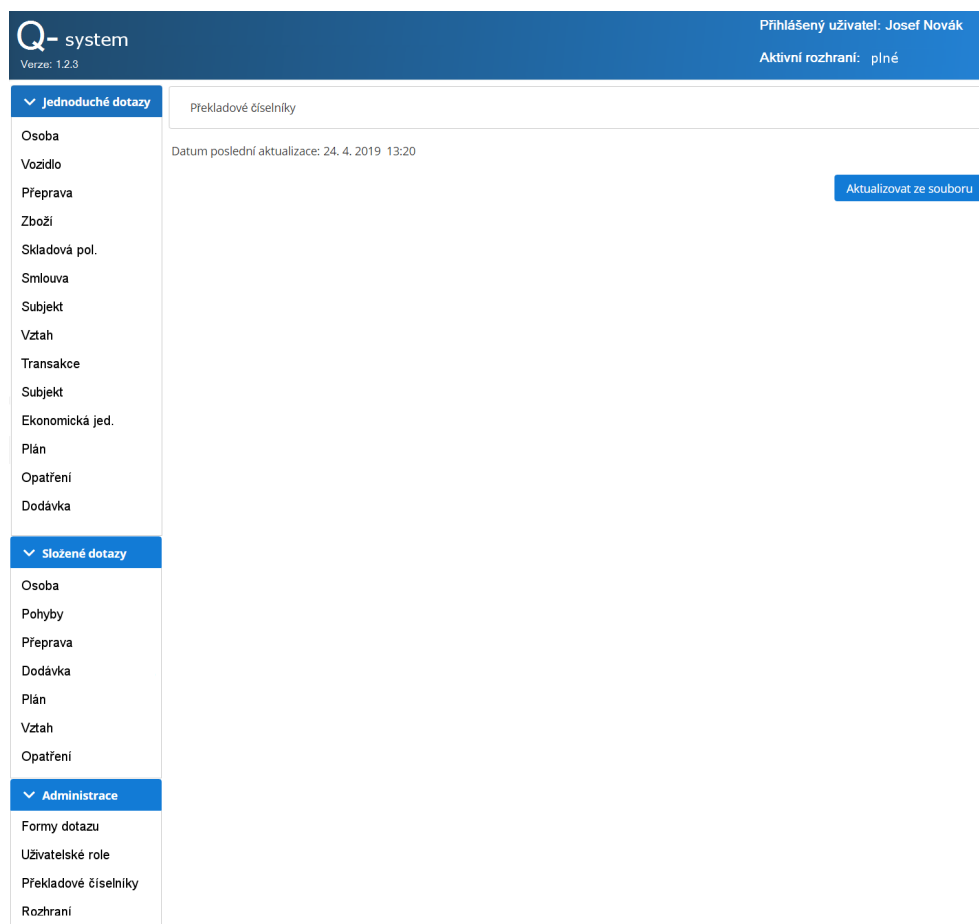 Q- system
Verze: 1.2.3
Přihlášený uživatel: Josef Novák
Aktivní rozhraní: plné
Jednoduché dotazy
Osoba
Vozidlo
Přeprava
Zboží
Skladová pol.
Smlouva
Subjekt
Vztah
Transakce
Subjekt
Ekonomická jed.
Plán
Opatření
Dodávka
Složené dotazy
Osoba
Pohyby
Přeprava
Dodávka
Plán
Vztah
Opatření
Administrace
Formy dotazu
Uživatelské role
Překladové číselníky
Rozhraní
Překladové číselníky
Datum poslední aktualizace: 24. 4. 2019 13:20
Aktualizovat ze souboru